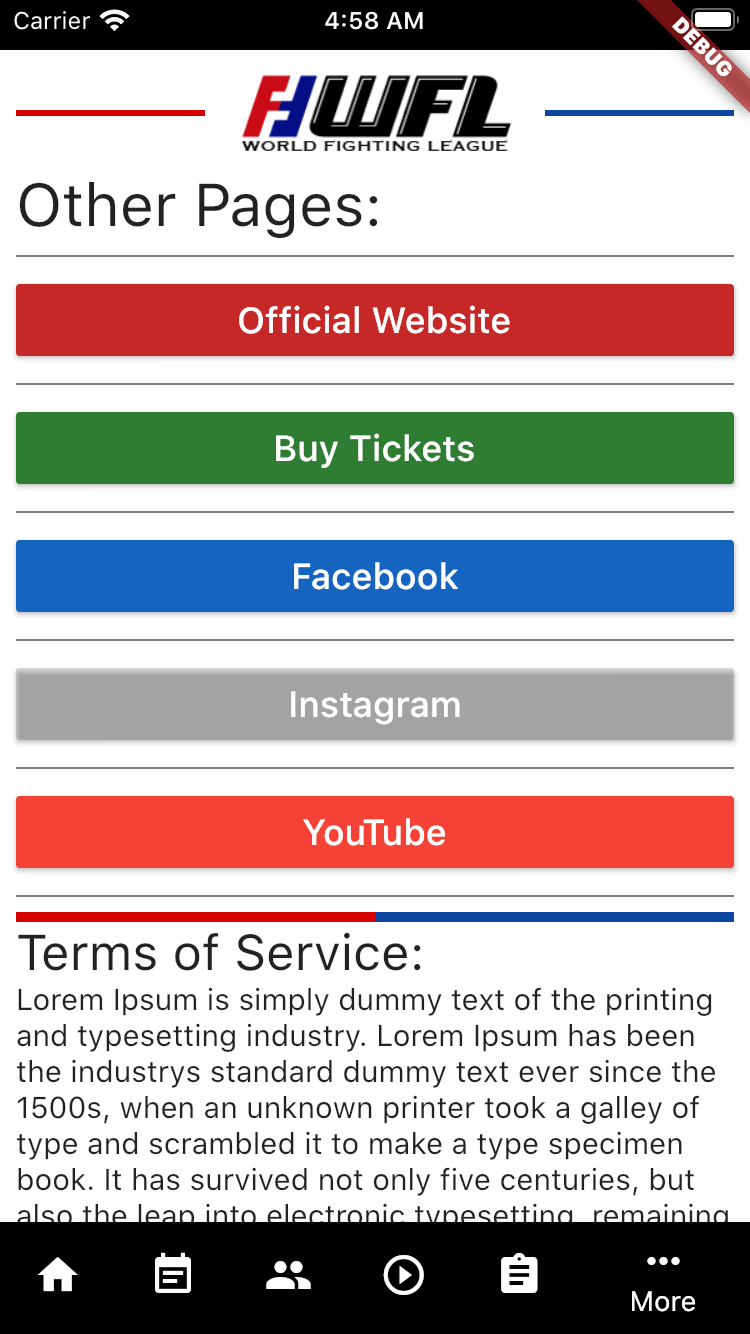 Carrier 4:58 AM
DEBUG
WFL
WORLD FIGHTING LEAGUE
Other Pages:
Official Website
Buy Tickets
Facebook
Instagram
YouTube
Terms of Service:
Lorem Ipsum is simply dummy text of the printing
and typesetting industry. Lorem Ipsum has been
the industrys standard dummy text ever since the
1500s, when an unknown printer took a galley of
type and scrambled it to make a type specimen
book. It has survived not only five centuries, but
also the leap into electronic typesetting, remaining
More